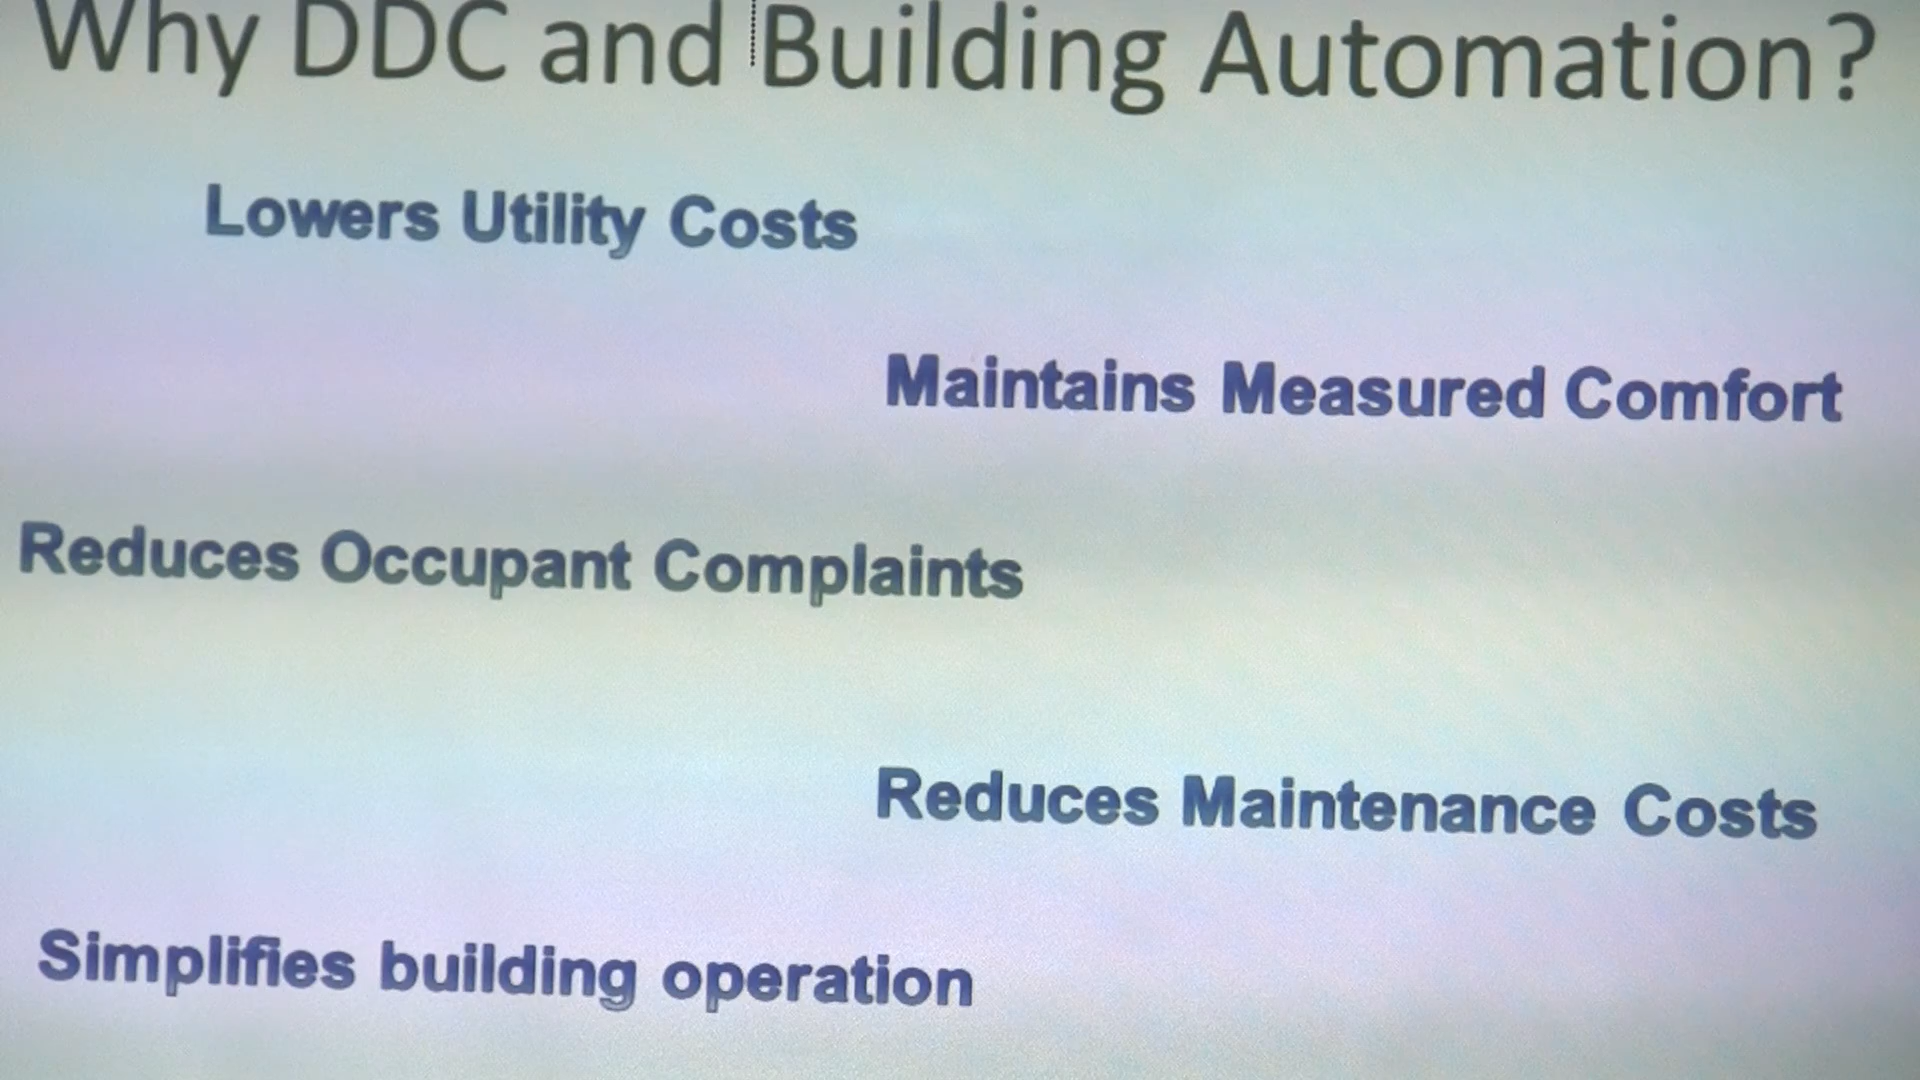 Why DDC and Building Automation?
Lowers Utility Costs
Maintains Measured Comfort
Reduces Occupant Complaints
Reduces Maintenance Costs
Simplifies building operation